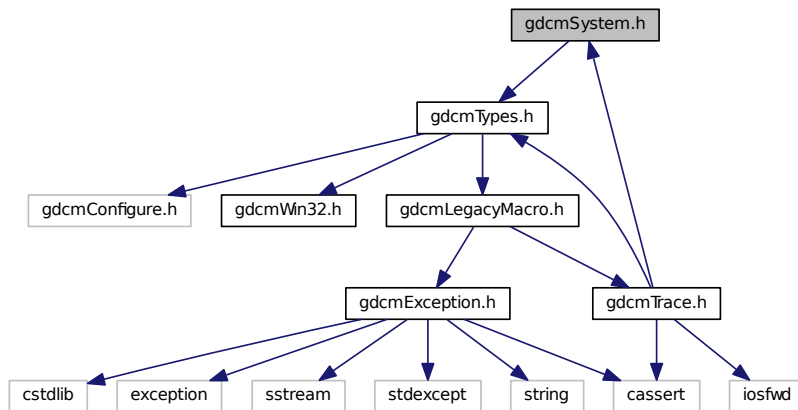 gdcmSystem.h
gdcmTypes.h
gdcmConfigure.h
gdcmWin32.h
gdcmLegacyMacro.h
gdcmException.h
gdcmTrace.h
cstdlib
exception
sstream
stdexcept
string
cassert
iosfwd